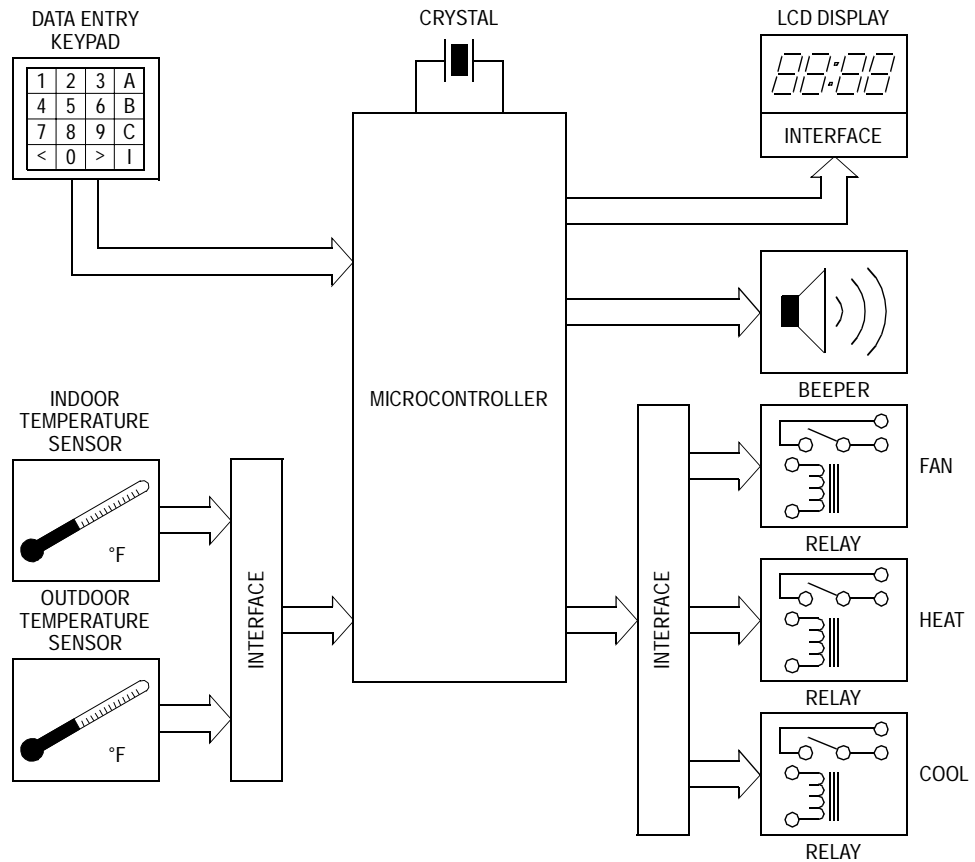 DATA ENTRY
KEYPAD
1 2 3 A
4 5 6 B
7 8 9 C
< 0 > I
CRYSTAL
LCD DISPLAY
88:88
INTERFACE
MICROCONTROLLER
BEEPER
INDOOR
TEMPERATURE
SENSOR
°F
OUTDOOR
TEMPERATURE
SENSOR
°F
INTERFACE
INTERFACE
FAN
RELAY
HEAT
RELAY
COOL
RELAY